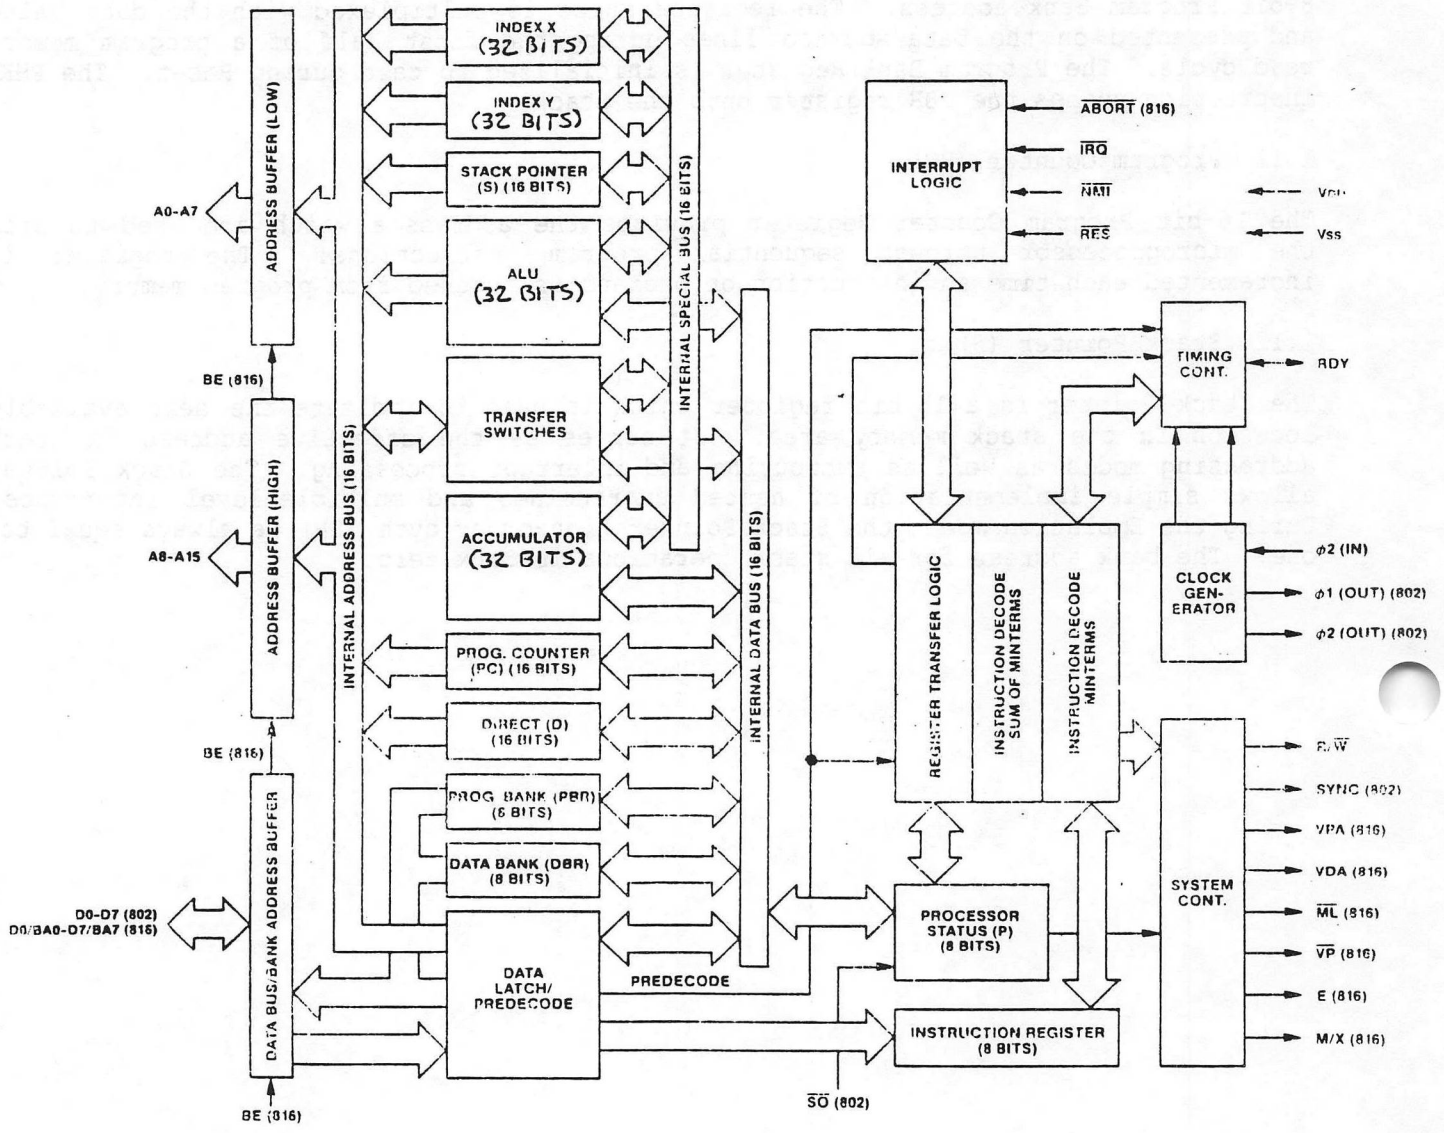 INDEX X
(32 BITS)
INDEX Y
(32 BITS)
STACK POINTER
(S) (16 BITS)
ALU
(32 BITS)
TRANSFER
SWITCHES
ACCUMULATOR
(32 BITS)
PROG. COUNTER
(PC) (16 BITS)
DIRECT (D)
(16 BITS)
PROG. BANK (PBR)
DATA BANK (DBR)
(8 BITS)
DATA
LATCH/
PREDECODE
PREDECODE
ADDRESS BUFFER (LOW)
A0-A7
BE (816)
ADDRESS BUFFER (HIGH)
A8-A15
BE (816)
DATA BUS/BANK ADDRESS BUFFER
D0-D7 (802)
D0/BA0-D7/BA7 (816)
BE (816)
INTERNAL ADDRESS BUS (16 BITS)
INTERNAL SPECIAL BUS (16 BITS)
INTERNAL DATA BUS (16 BITS)
INTERRUPT
LOGIC
ABORT (816)
IRQ
NMI
RES
Vss
TIMING
CONT.
RDY
CLOCK
GEN-
ERATOR
φ2 (IN)
φ1 (OUT) (802)
φ2 (OUT) (802)
REGISTER TRANSFER LOGIC
INSTRUCTION DECODE
SUM OF MINTERMS
INSTRUCTION DECODE
MINTERMS
PROCESSOR
STATUS (P)
(8 BITS)
INSTRUCTION REGISTER
(8 BITS)
SO (802)
SYSTEM
CONT.
R/W
SYNC (802)
VPA (816)
VDA (816)
ML (816)
VP (816)
E (816)
M/X (816)